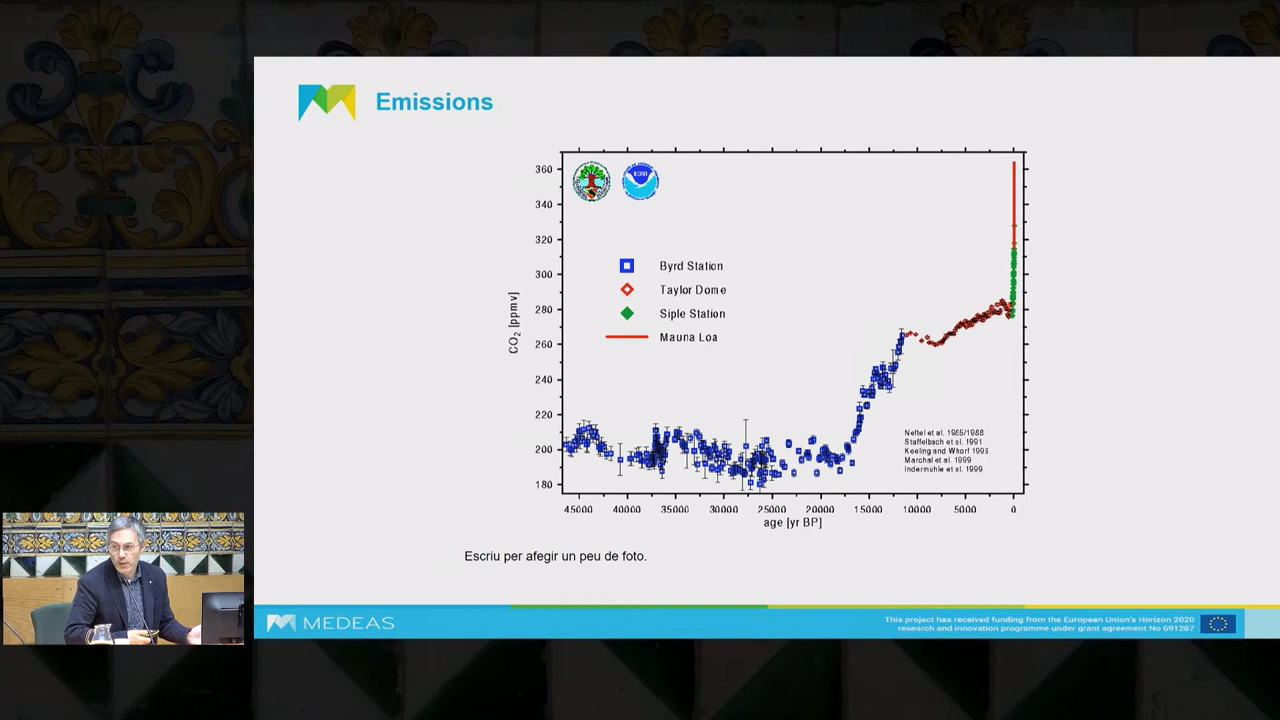 Emissions
360
340
320
300
280
260
240
220
200
180
CO2 [ppmv]
Byrd Station
Taylor Dome
Siple Station
Mauna Loa
Neftel et al. 1985/1988
Staffelbach et al. 1991
Keeling and Whorf 1993
Marchal et al. 1999
Indermuhle et al. 1999
45000 40000 35000 30000 25000 20000 15000 10000 5000 0
age [yr BP]
Escriu per afegir un peu de foto.
MEDEAS
This project has received funding from the European Union's Horizon 2020
research and innovation programme under grant agreement No 691287